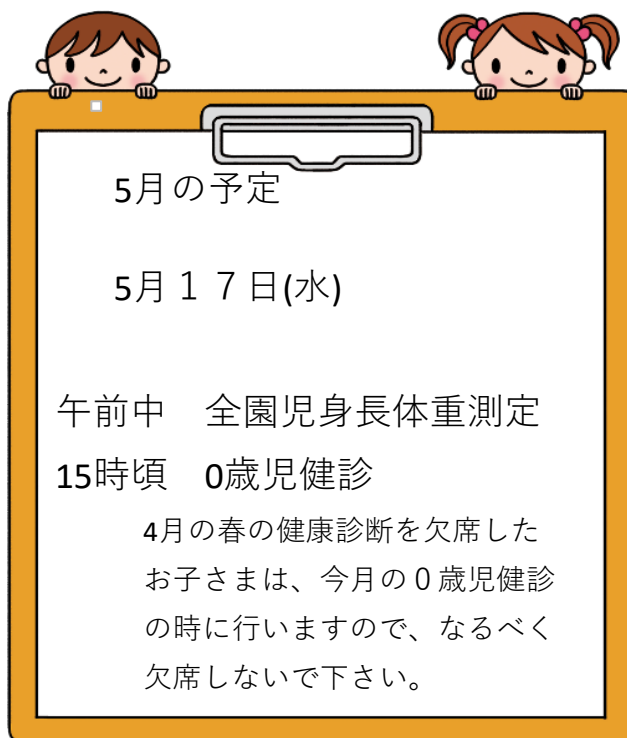 5月の予定
5月１７日(水)
午前中　全園児身長体重測定
15時頃　0歳児健診
4月の春の健康診断を欠席した
お子さまは、今月の０歳児健診
の時に行いますので、なるべく
欠席しないで下さい。